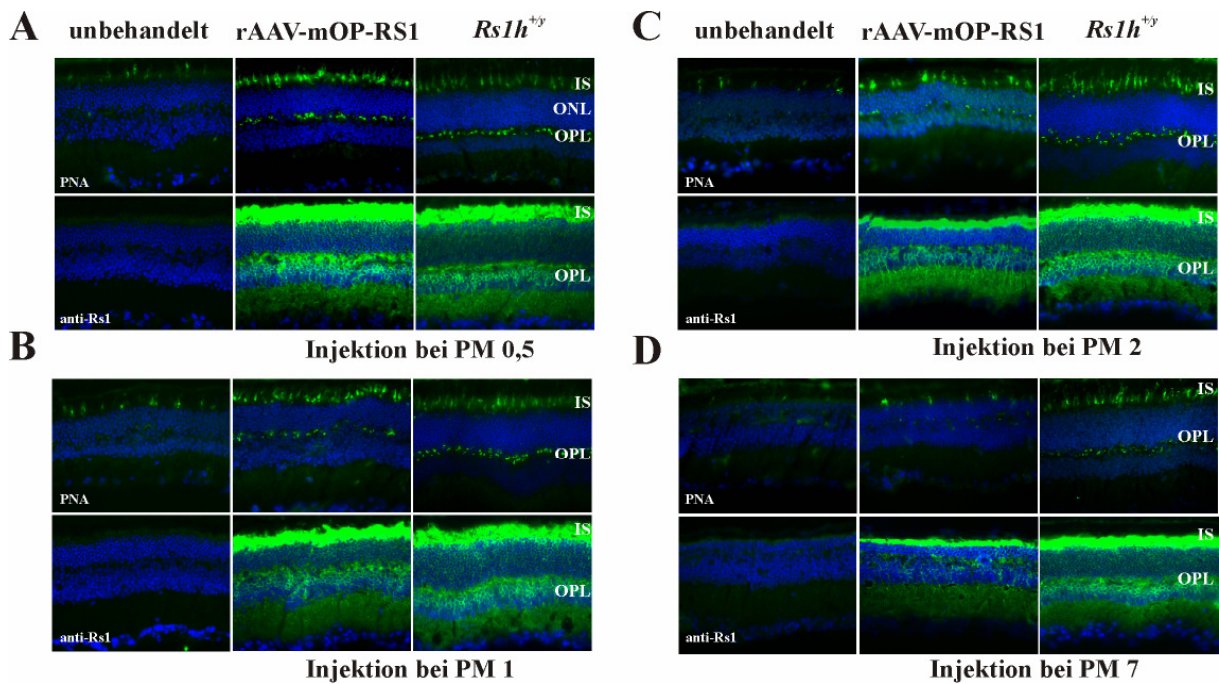 A
unbehandelt rAAV-mOP-RS1 Rs1h+/y
IS
ONL
OPL
PNA
IS
OPL
anti-Rs1
Injektion bei PM 0,5
B
IS
OPL
PNA
IS
OPL
anti-Rs1
Injektion bei PM 1
C
unbehandelt rAAV-mOP-RS1 Rs1h+/y
IS
OPL
PNA
IS
OPL
anti-Rs1
Injektion bei PM 2
D
IS
OPL
PNA
IS
OPL
anti-Rs1
Injektion bei PM 7